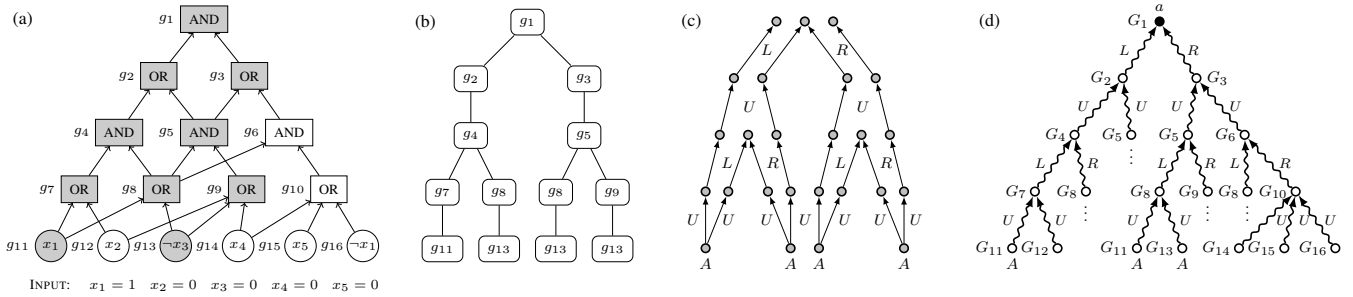 (a)
g1 AND
g2 OR g3 OR
g4 AND g5 AND g6 AND
g7 OR g8 OR g9 OR g10 OR
g11 x1 g12 x2 g13 ¬x3 g14 x4 g15 x5 g16 ¬x1
INPUT: x1 = 1 x2 = 0 x3 = 0 x4 = 0 x5 = 0
(b)
g1
g2 g3
g4 g5
g7 g8 g8 g9
g11 g13 g13 g13
(c)
L R
U
L R L R
U U U U
A A A A
(d)
a
G1
L R
G2 G3
U U U
G4 G5 G5 G6
⋮
L R L R L R
G7 G8 G8 G9 G8 G10
⋮ ⋮ ⋮
U U U U U
G11 G12 G11 G13 G14 G15 G16
A A A